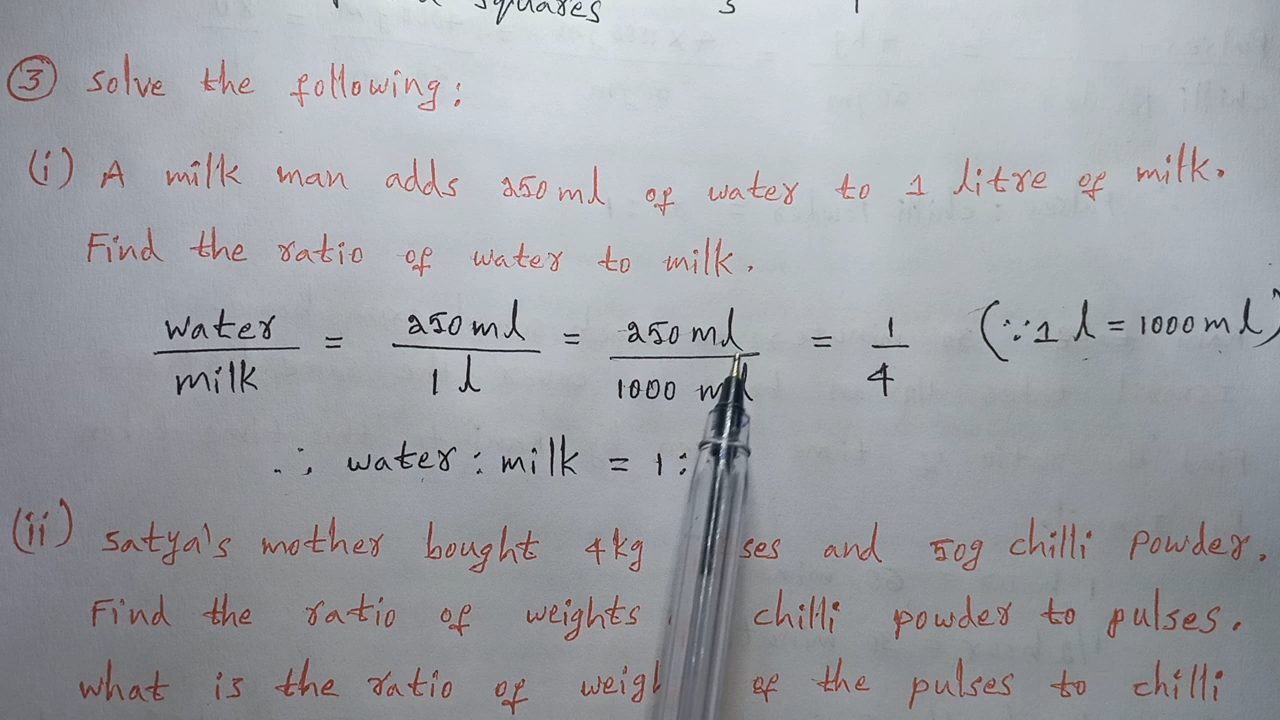 squares
③ solve the following:
(i) A milk man adds 250 ml of water to 1 litre of milk.
Find the ratio of water to milk.
water/milk = 250 ml/1 l = 250 ml/1000 ml = 1/4 (∵ 1 l = 1000 ml)
∴ water : milk = 1 :
(ii) Satya's mother bought 4 kg and 50g chilli powder.
Find the ratio of weights chilli powder to pulses.
what is the ratio of of the pulses to chilli